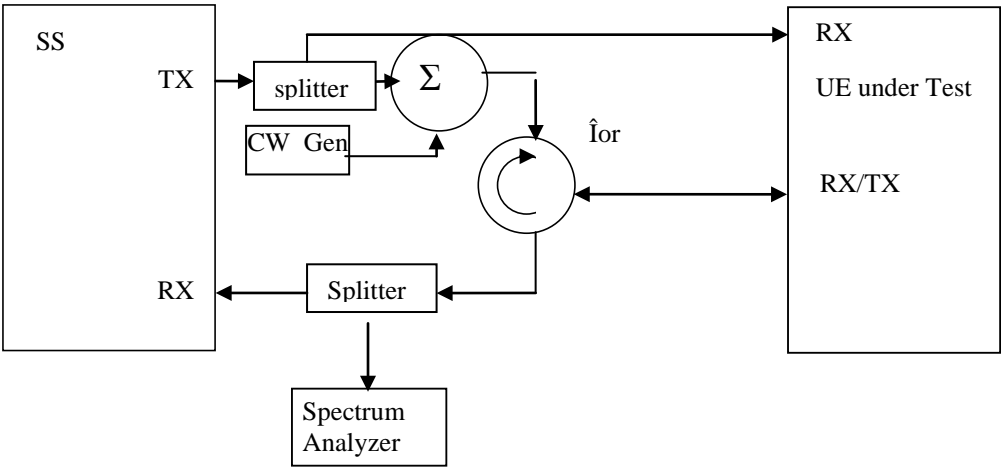 SS
RX
TX
UE under Test
splitter
Σ
CW Gen
Îor
RX/TX
RX
Splitter
Spectrum
Analyzer